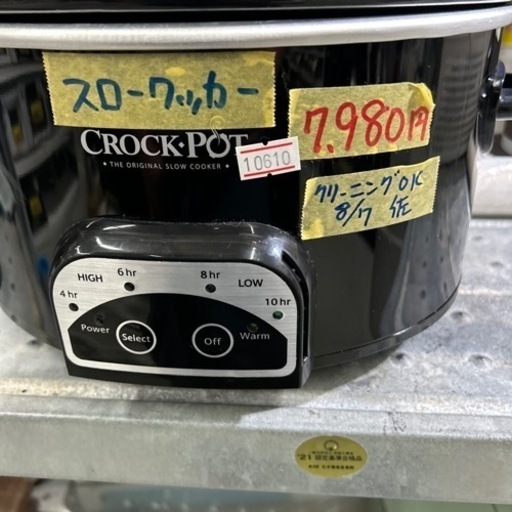 スロークッカー
7.980円
CROCK·POT
• THE ORIGINAL SLOW COOKER •
10610
クリーニングOK
8/7 佐
HIGH 6 hr 8 hr LOW
4 hr 10 hr
Power Select Off Warm
'21